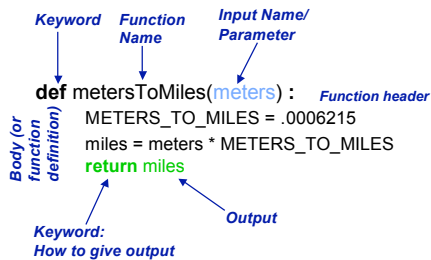 Keyword
Function
Name
Input Name/
Parameter
def metersToMiles(meters) :
Function header
Body (or
function
definition)
METERS_TO_MILES = .0006215
miles = meters * METERS_TO_MILES
return miles
Output
Keyword:
How to give output